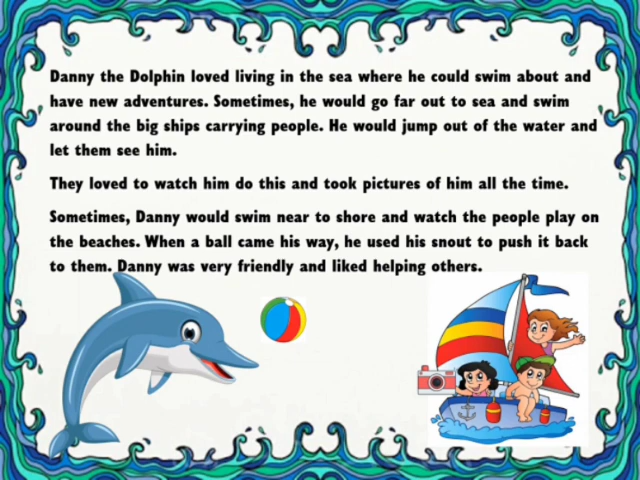 Danny the Dolphin loved living in the sea where he could swim about and
have new adventures. Sometimes, he would go far out to sea and swim
around the big ships carrying people. He would jump out of the water and
let them see him.
They loved to watch him do this and took pictures of him all the time.
Sometimes, Danny would swim near to shore and watch the people play on
the beaches. When a ball came his way, he used his snout to push it back
to them. Danny was very friendly and liked helping others.